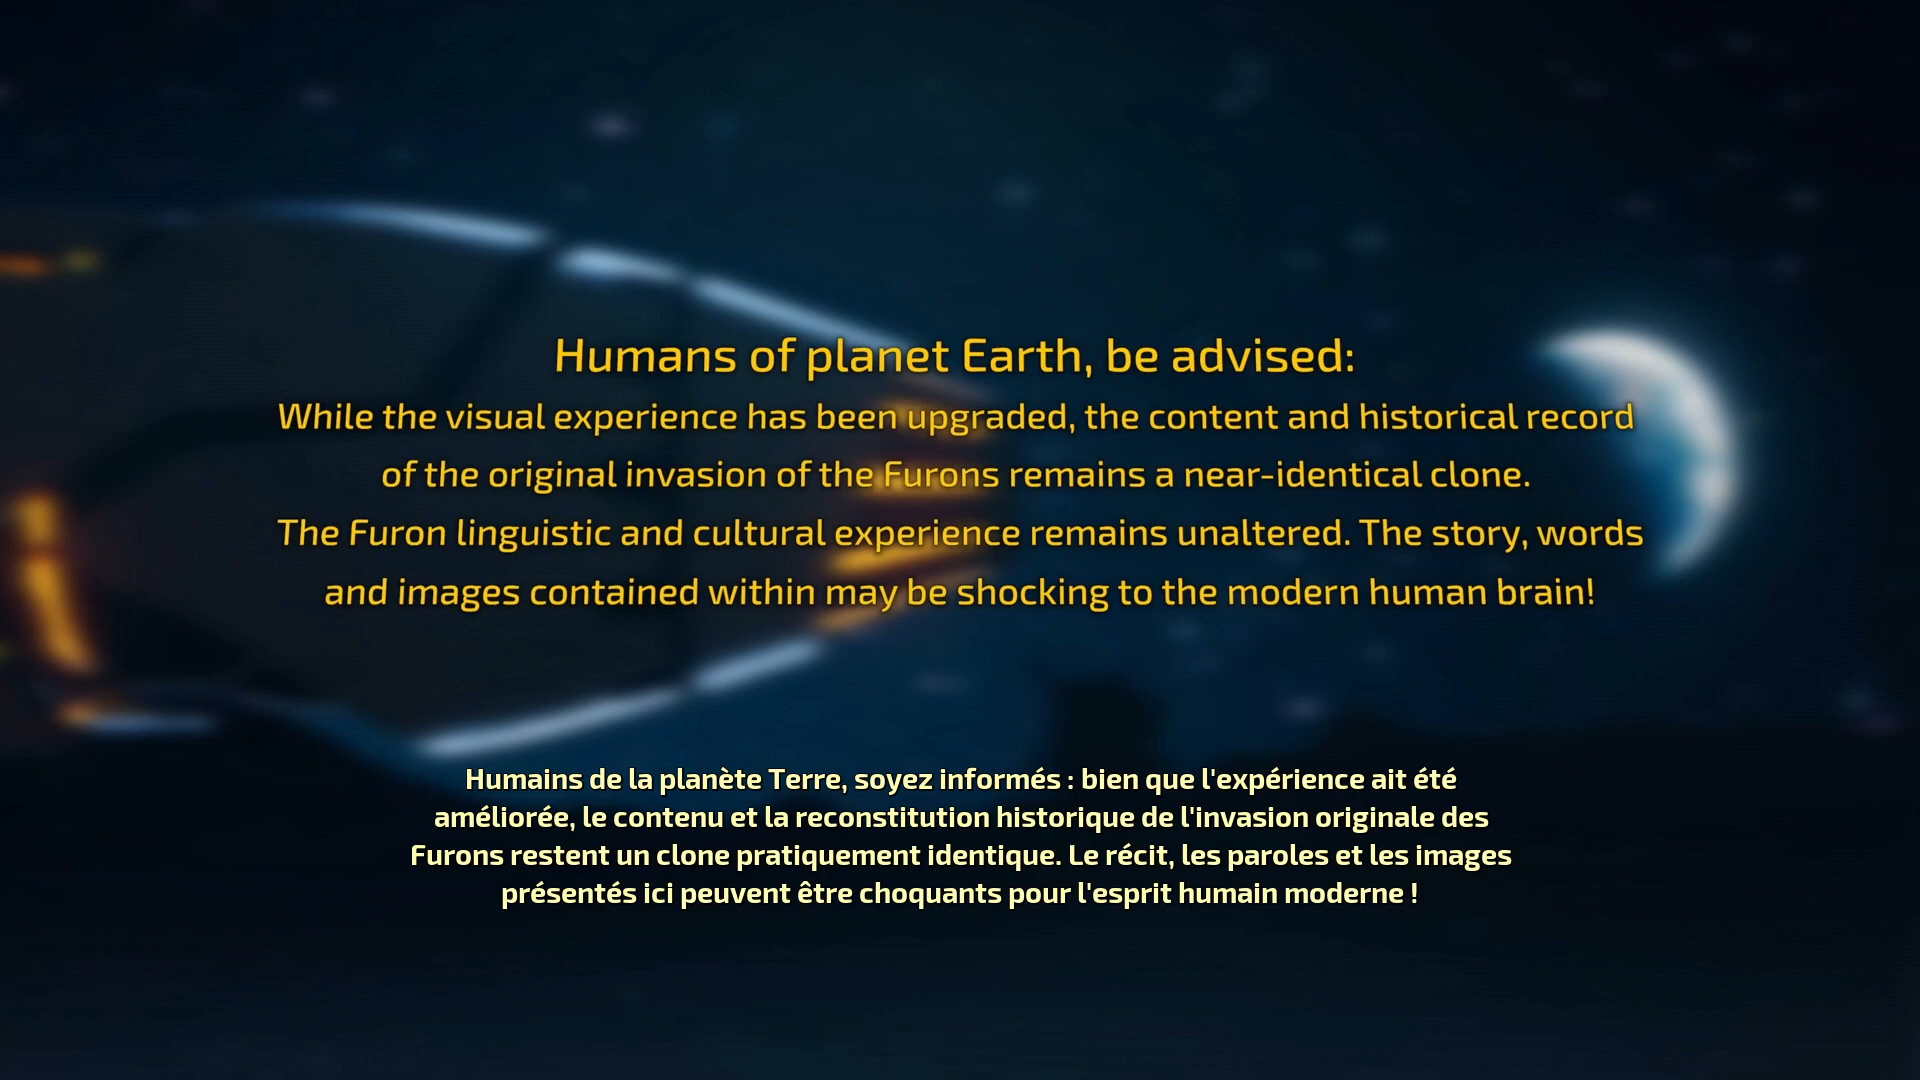 Humans of planet Earth, be advised:
While the visual experience has been upgraded, the content and historical record
of the original invasion of the Furons remains a near-identical clone.
The Furon linguistic and cultural experience remains unaltered. The story, words
and images contained within may be shocking to the modern human brain!
Humains de la planète Terre, soyez informés : bien que l'expérience ait été
améliorée, le contenu et la reconstitution historique de l'invasion originale des
Furons restent un clone pratiquement identique. Le récit, les paroles et les images
présentés ici peuvent être choquants pour l'esprit humain moderne !